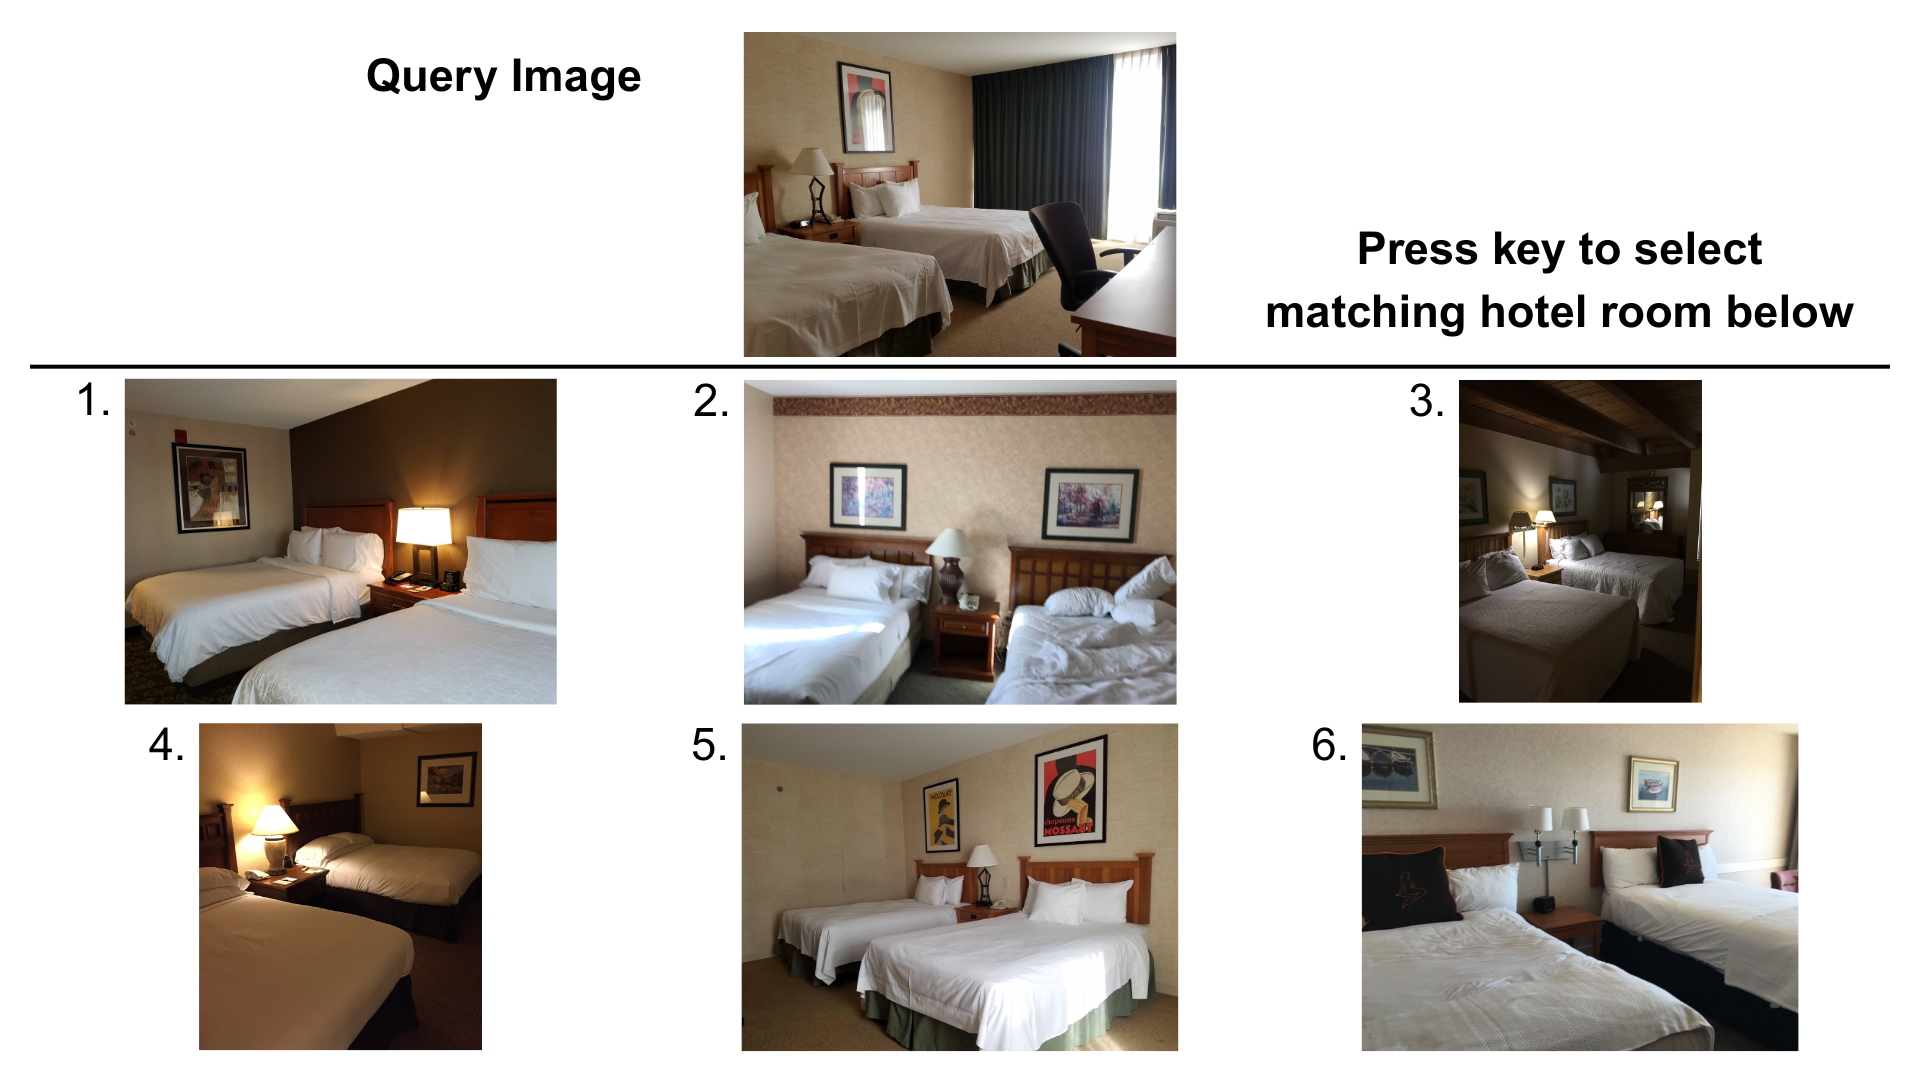 Query Image
Press key to select
matching hotel room below
1.
2.
3.
4.
5.
MOSSANT
6.